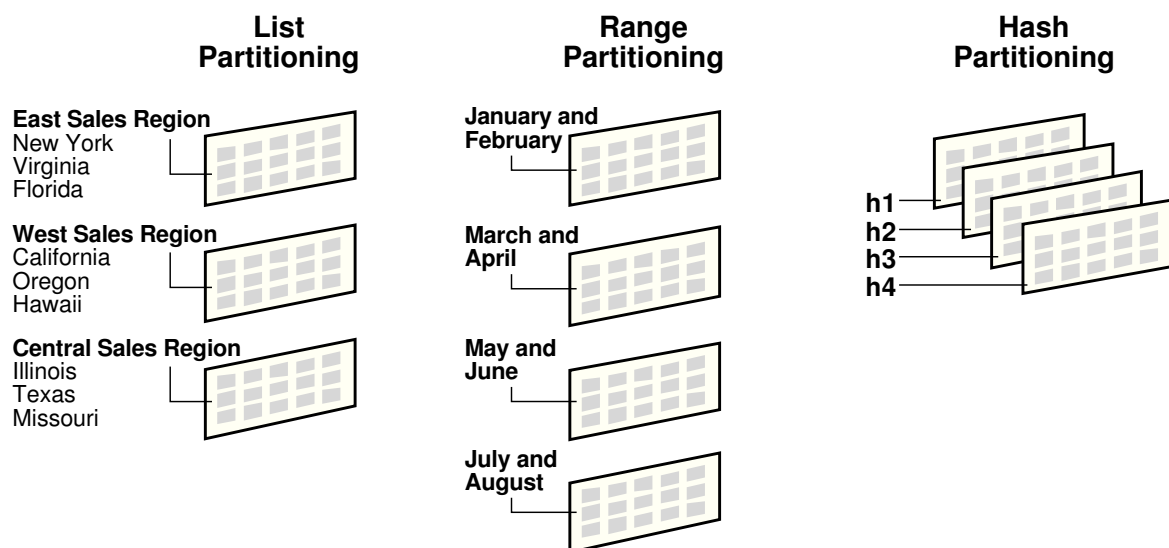 List
Partitioning
East Sales Region
New York
Virginia
Florida
West Sales Region
California
Oregon
Hawaii
Central Sales Region
Illinois
Texas
Missouri
Range
Partitioning
January and
February
March and
April
May and
June
July and
August
Hash
Partitioning
h1
h2
h3
h4